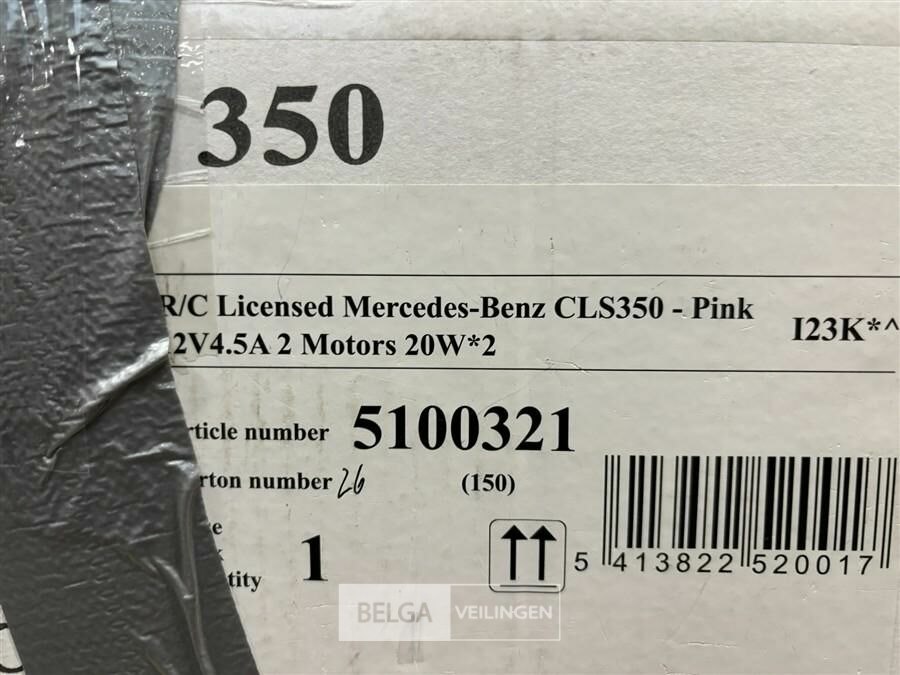 350
R/C Licensed Mercedes-Benz CLS350 - Pink
2V4.5A 2 Motors 20W*2
I23K*^
rticle number 5100321
rton number 26 (150)
e
k
tity 1
5 413822 520017
BELGA VEILINGEN